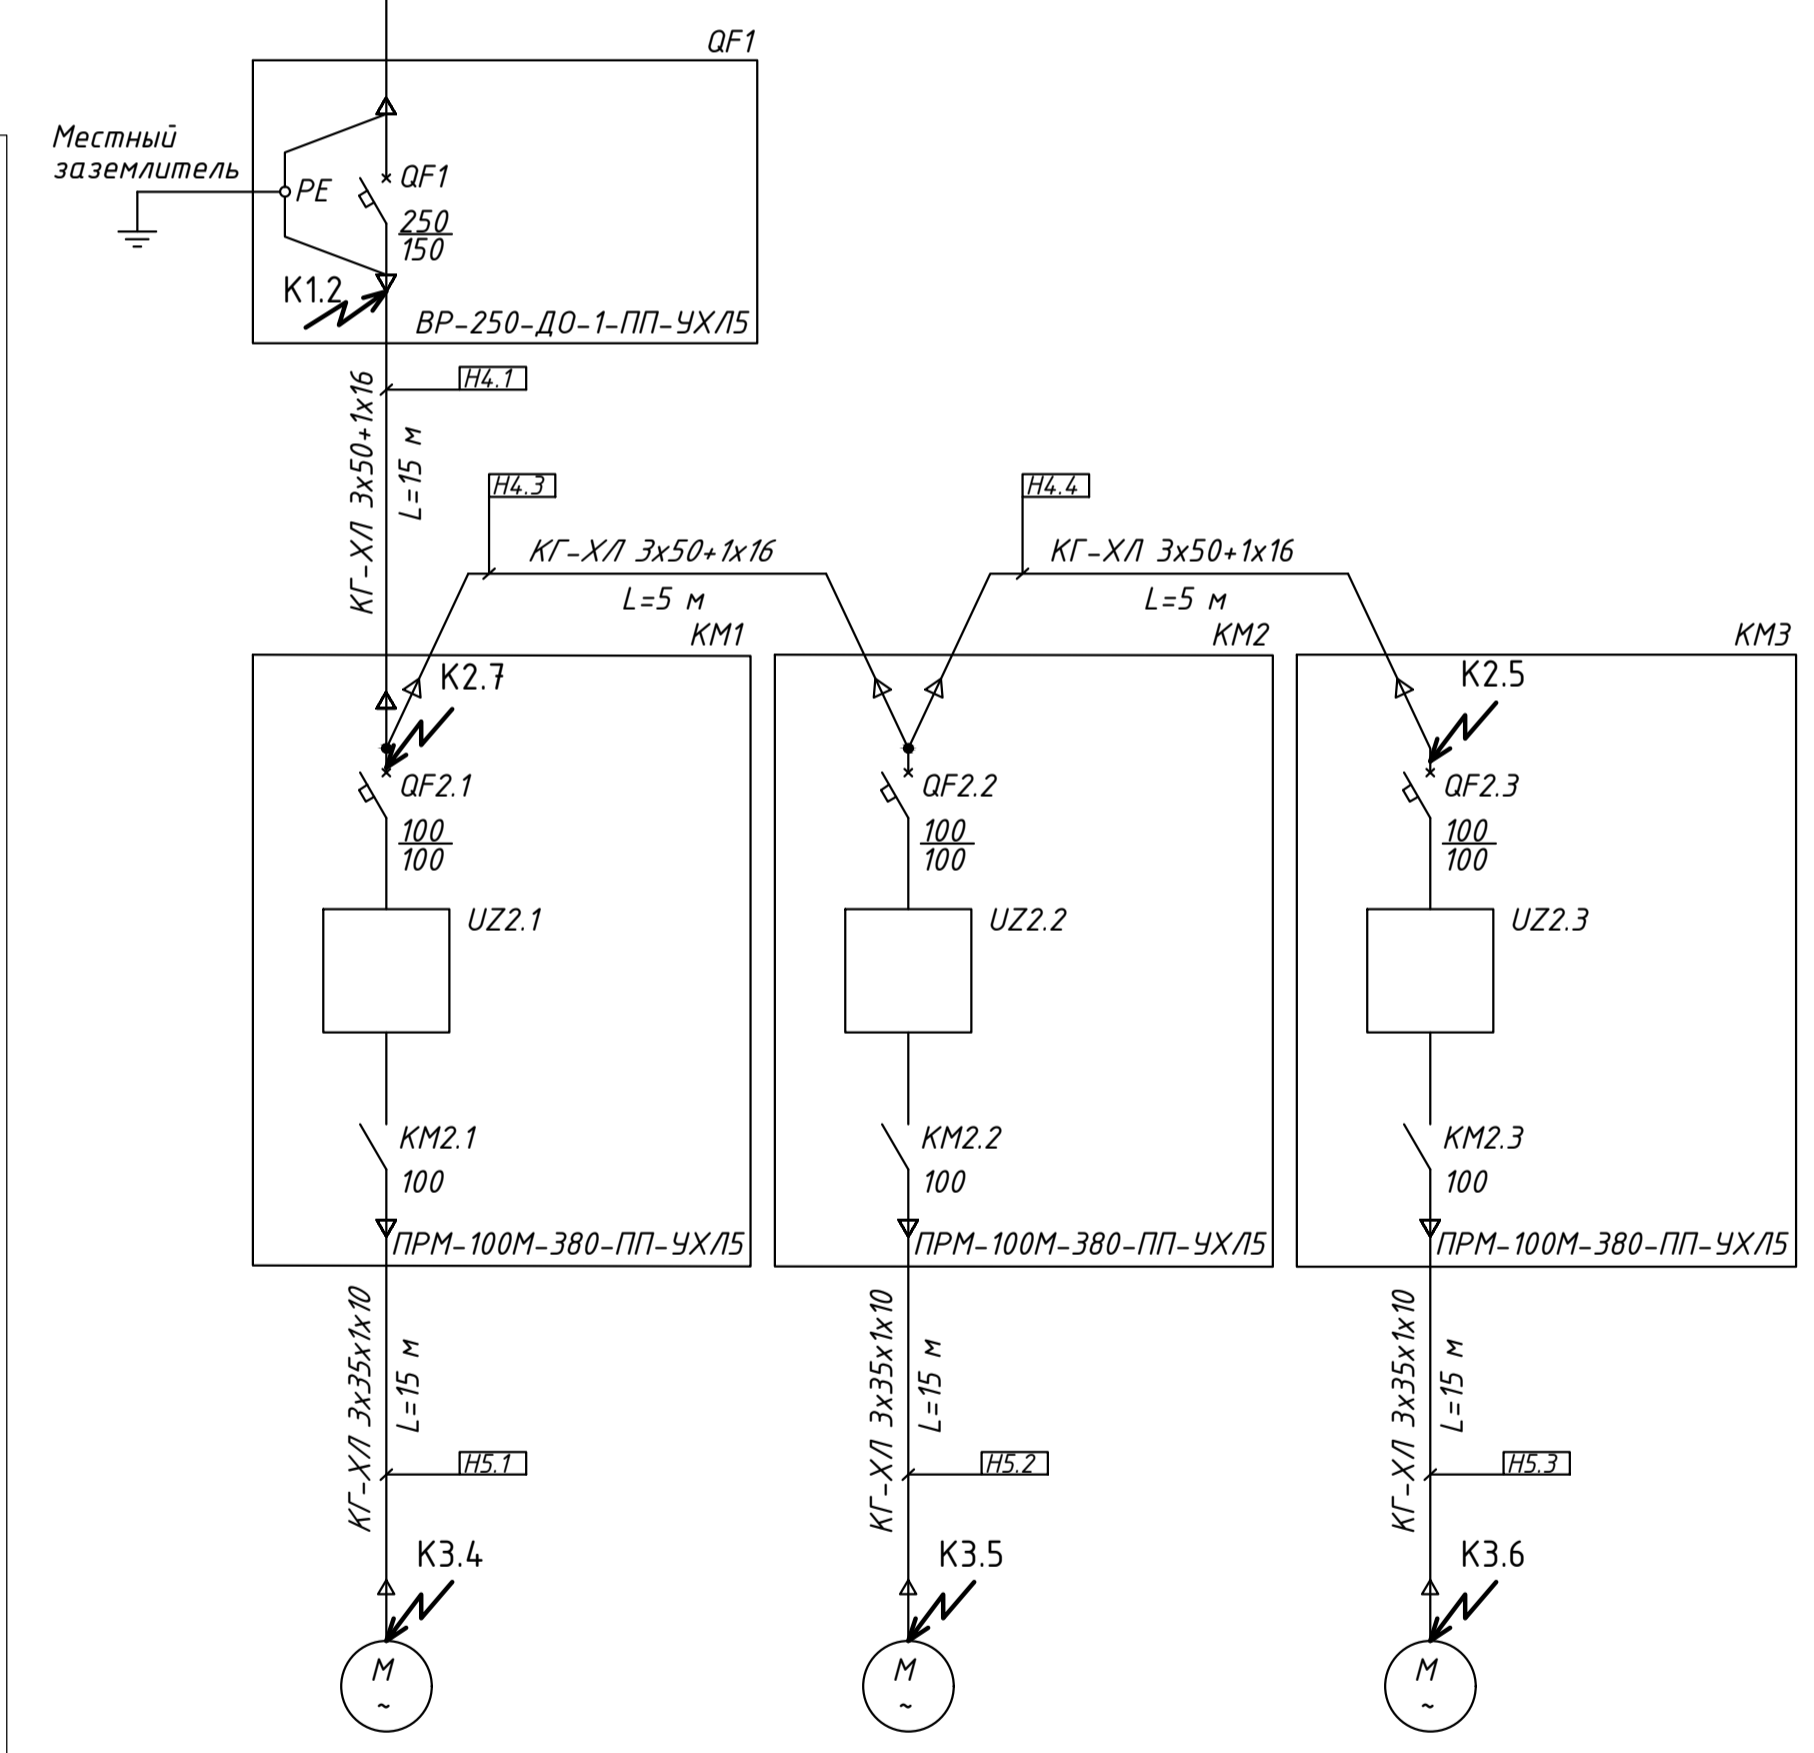 QF1
Местный
заземлитель
PE
QF1
250
150
К1.2
ВР-250-ДО-1-ПП-УХЛ5
Н4.1
КГ-ХЛ 3х50+1х16
L=15 м
Н4.3
Н4.4
КГ-ХЛ 3х50+1х16
L=5 м
КГ-ХЛ 3х50+1х16
L=5 м
КМ1
КМ2
КМ3
К2.7
К2.5
QF2.1
100
100
QF2.2
100
100
QF2.3
100
100
UZ2.1
UZ2.2
UZ2.3
КМ2.1
100
КМ2.2
100
КМ2.3
100
ПРМ-100М-380-ПП-УХЛ5
ПРМ-100М-380-ПП-УХЛ5
ПРМ-100М-380-ПП-УХЛ5
КГ-ХЛ 3х35х1х10
L=15 м
КГ-ХЛ 3х35х1х10
L=15 м
КГ-ХЛ 3х35х1х10
L=15 м
Н5.1
Н5.2
Н5.3
К3.4
К3.5
К3.6
М
~
М
~
М
~